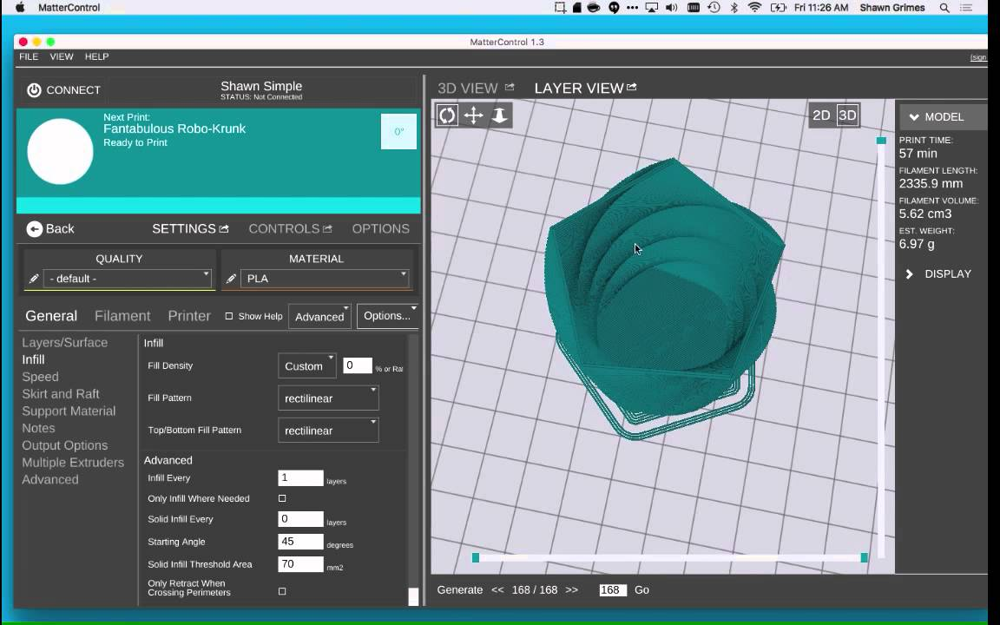 MatterControl
Fri 11:26 AM Shawn Grimes
MatterControl 1.3
FILE VIEW HELP
(sign
CONNECT
Shawn Simple
STATUS: Not Connected
Next Print:
Fantabulous Robo-Krunk
Ready to Print
0°
Back
SETTINGS CONTROLS OPTIONS
QUALITY MATERIAL
- default - PLA
General Filament Printer Show Help Advanced Options...
Layers/Surface
Infill
Speed
Skirt and Raft
Support Material
Notes
Output Options
Multiple Extruders
Advanced
Infill
Fill Density Custom 0 % or Rat
Fill Pattern rectilinear
Top/Bottom Fill Pattern rectilinear
Advanced
Infill Every 1 layers
Only Infill Where Needed
Solid Infill Every 0 layers
Starting Angle 45 degrees
Solid Infill Threshold Area 70 mm2
Only Retract When
Crossing Perimeters
3D VIEW LAYER VIEW
2D 3D
MODEL
PRINT TIME:
57 min
FILAMENT LENGTH:
2335.9 mm
FILAMENT VOLUME:
5.62 cm3
EST. WEIGHT:
6.97 g
DISPLAY
Generate << 168 / 168 >> 168 Go